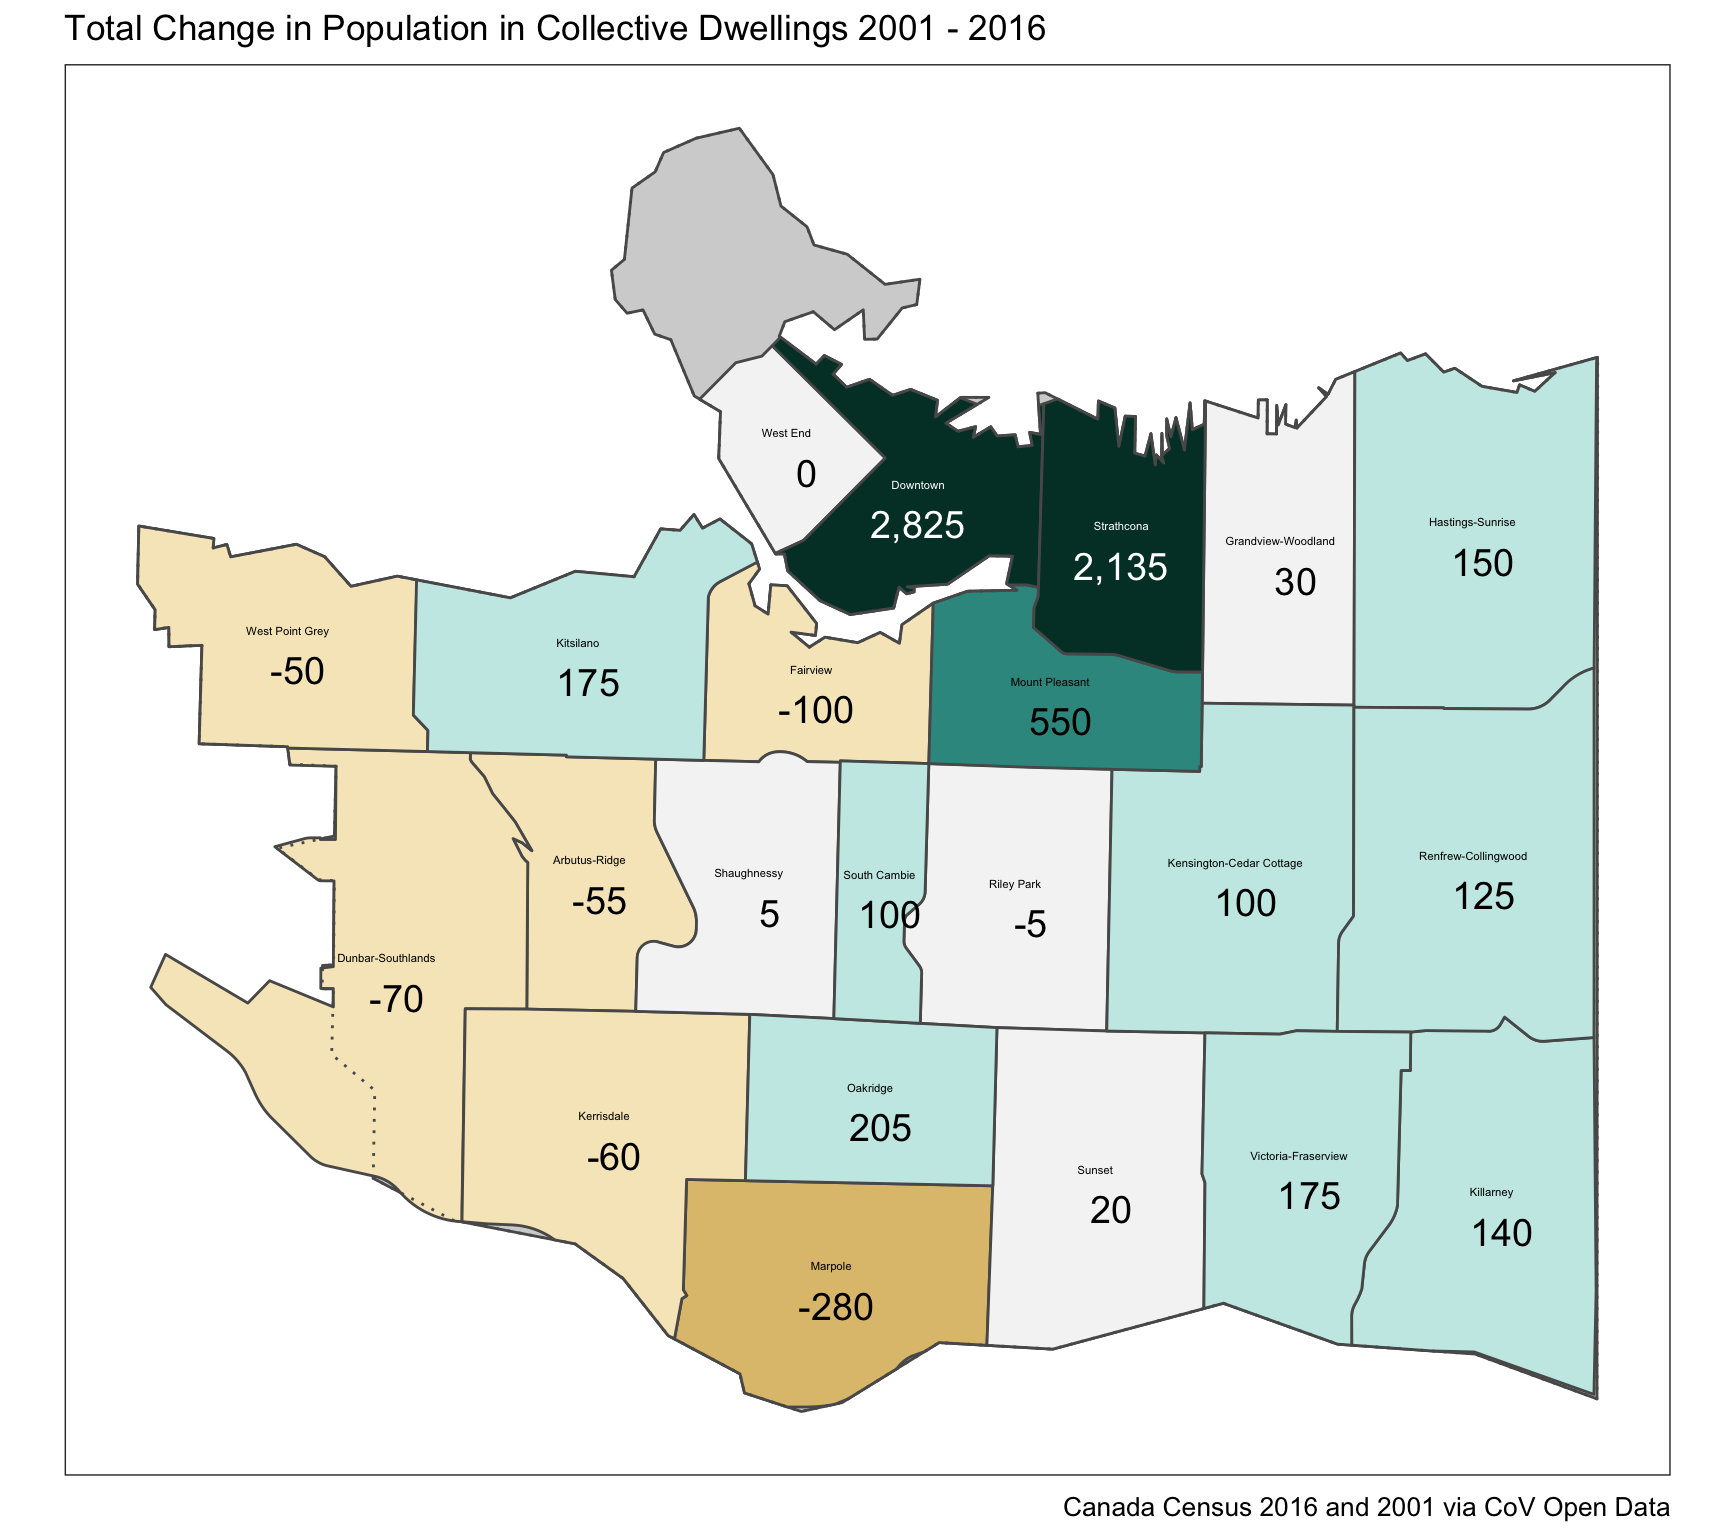 Total Change in Population in Collective Dwellings 2001 - 2016
West End
0
Downtown
2,825
Strathcona
2,135
Grandview-Woodland
30
Hastings-Sunrise
150
West Point Grey
-50
Kitsilano
175
Fairview
-100
Mount Pleasant
550
Arbutus-Ridge
-55
Shaughnessy
5
South Cambie
100
Riley Park
-5
Kensington-Cedar Cottage
100
Renfrew-Collingwood
125
Dunbar-Southlands
-70
Kerrisdale
-60
Oakridge
205
Sunset
20
Victoria-Fraserview
175
Killarney
140
Marpole
-280
Canada Census 2016 and 2001 via CoV Open Data